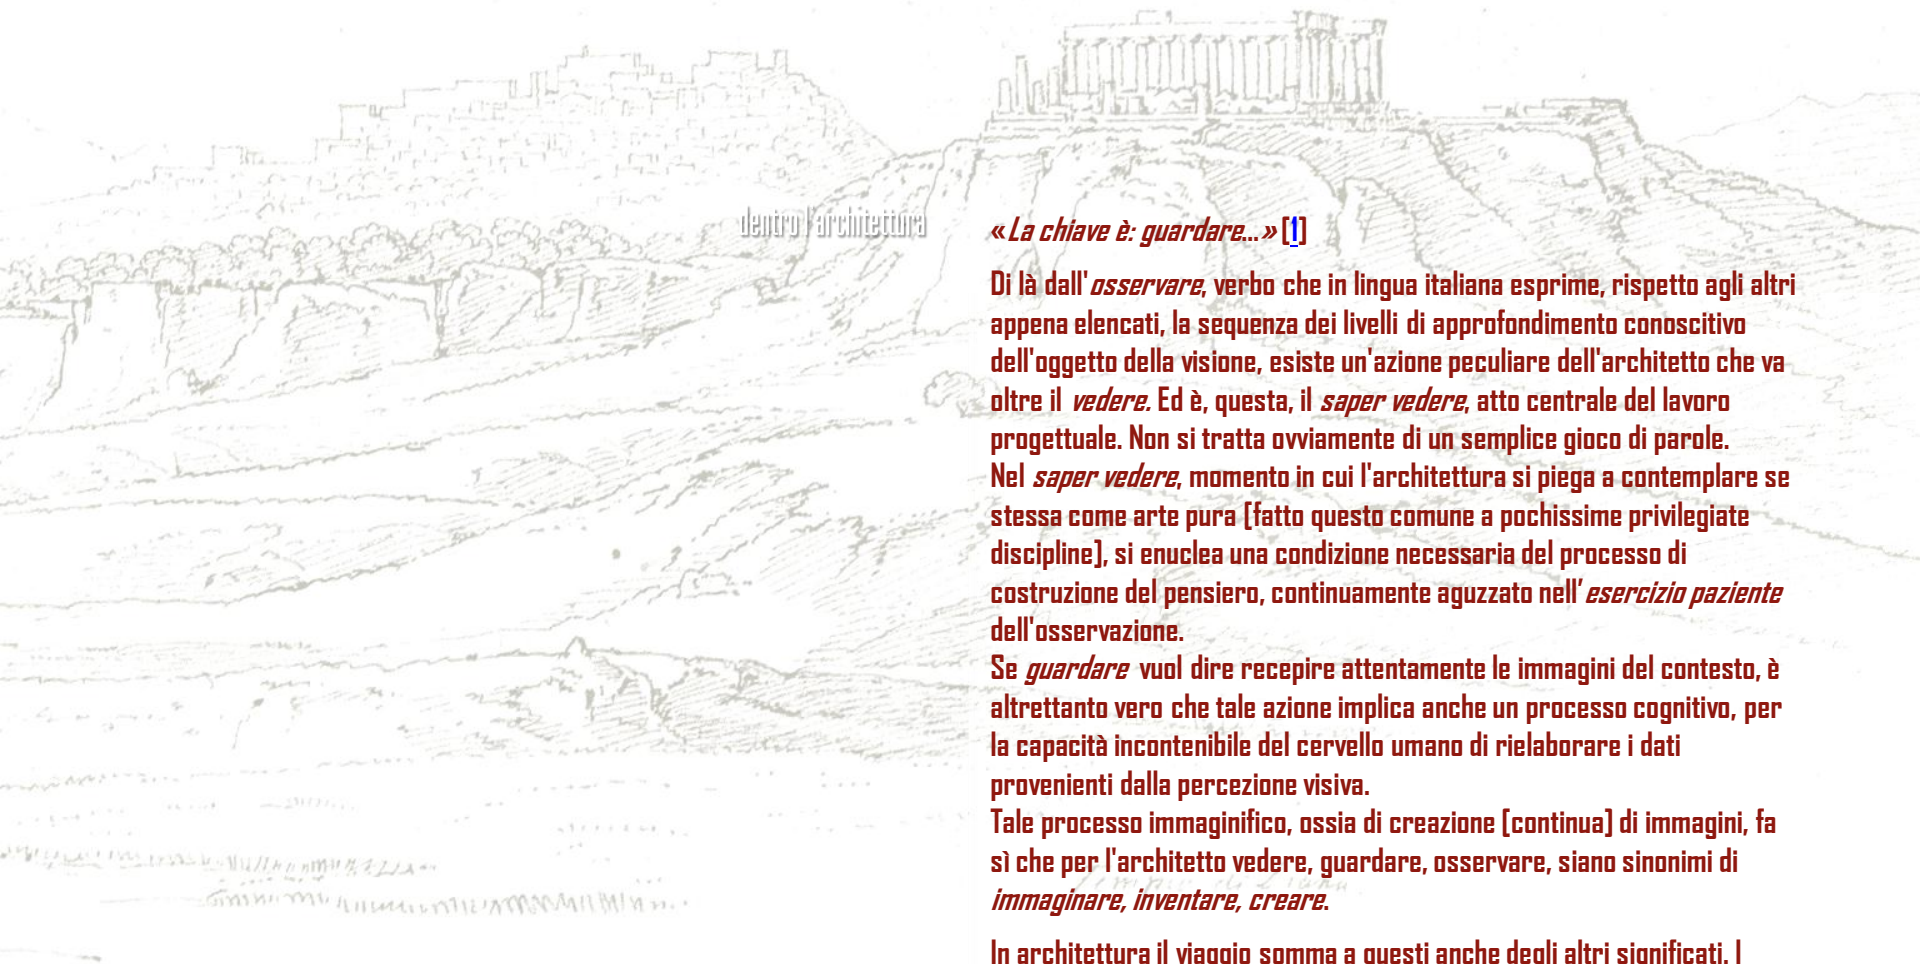 dentro l'architettura
«La chiave è: guardare...» [1]
Di là dall'osservare, verbo che in lingua italiana esprime, rispetto agli altri
appena elencati, la sequenza dei livelli di approfondimento conoscitivo
dell'oggetto della visione, esiste un'azione peculiare dell'architetto che va
oltre il vedere. Ed è, questa, il saper vedere, atto centrale del lavoro
progettuale. Non si tratta ovviamente di un semplice gioco di parole.
Nel saper vedere, momento in cui l'architettura si piega a contemplare se
stessa come arte pura [fatto questo comune a pochissime privilegiate
discipline], si enuclea una condizione necessaria del processo di
costruzione del pensiero, continuamente aguzzato nell'esercizio paziente
dell'osservazione.
Se guardare vuol dire recepire attentamente le immagini del contesto, è
altrettanto vero che tale azione implica anche un processo cognitivo, per
la capacità incontenibile del cervello umano di rielaborare i dati
provenienti dalla percezione visiva.
Tale processo immaginifico, ossia di creazione [continua] di immagini, fa
sì che per l'architetto vedere, guardare, osservare, siano sinonimi di
immaginare, inventare, creare.
In architettura il viaggio somma a questi anche degli altri significati. I